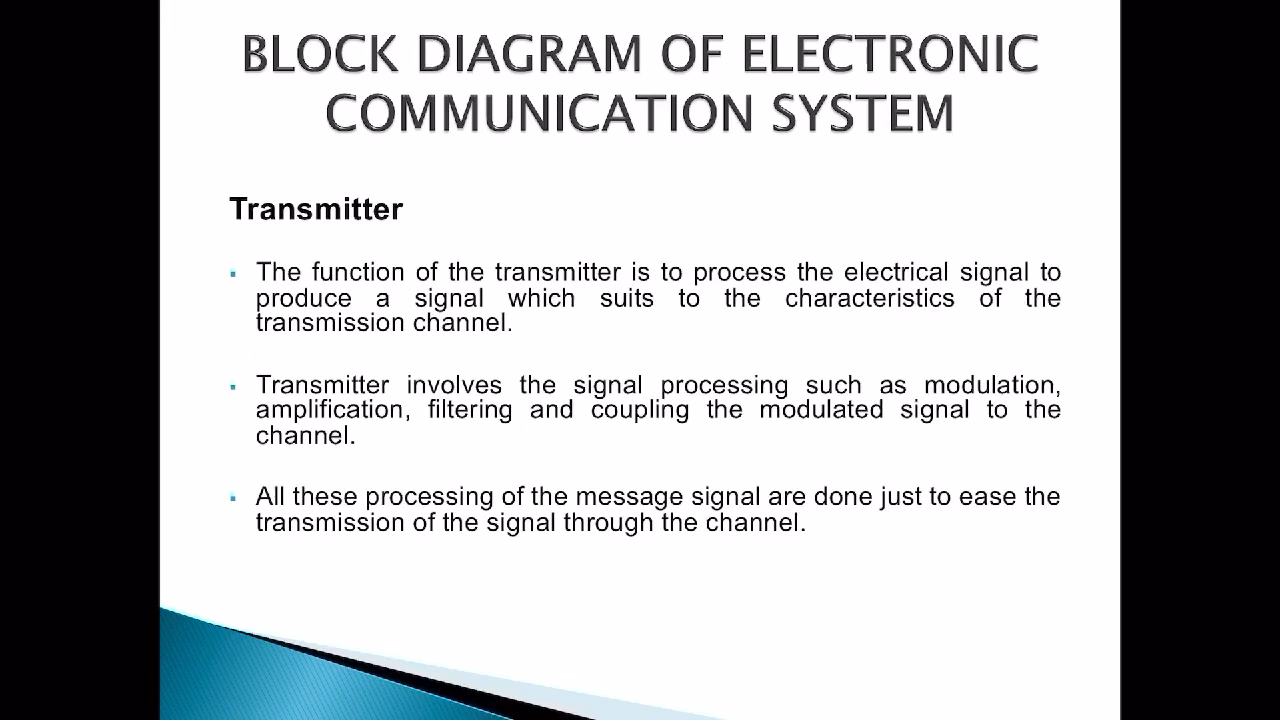 BLOCK DIAGRAM OF ELECTRONIC
COMMUNICATION SYSTEM
Transmitter
▪ The function of the transmitter is to process the electrical signal to
produce a signal which suits to the characteristics of the
transmission channel.
▪ Transmitter involves the signal processing such as modulation,
amplification, filtering and coupling the modulated signal to the
channel.
▪ All these processing of the message signal are done just to ease the
transmission of the signal through the channel.